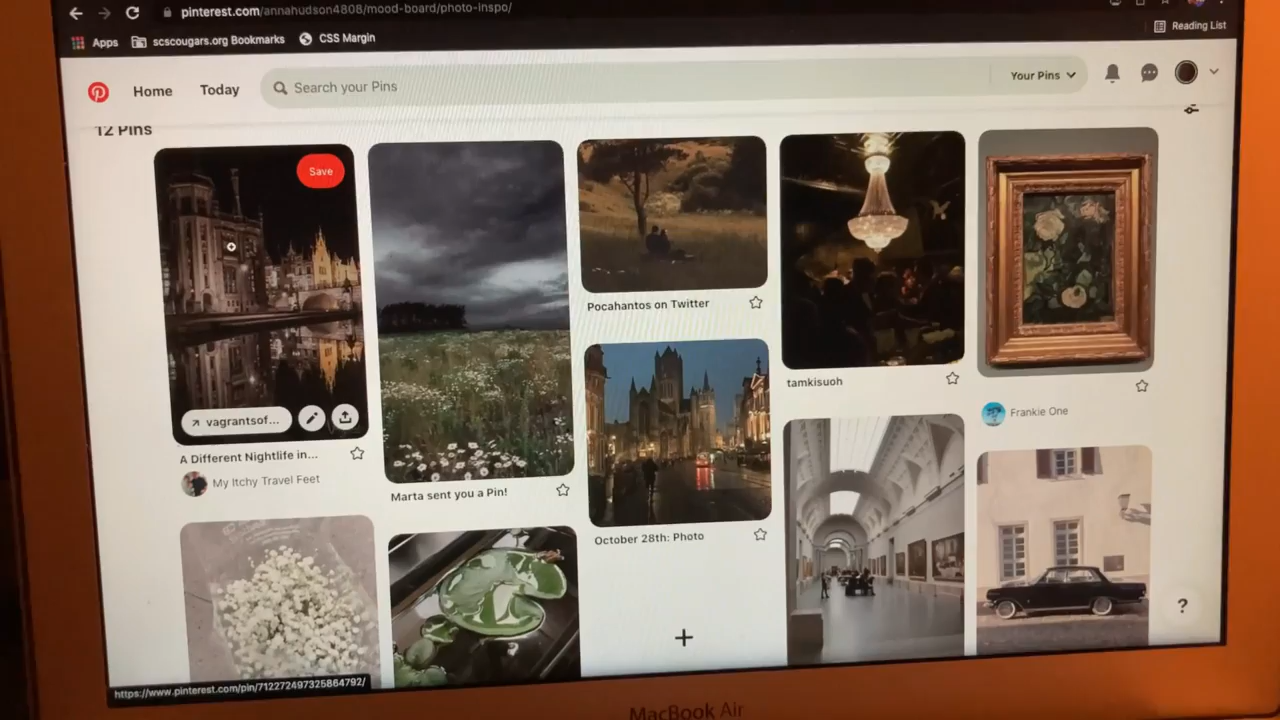 pinterest.com/annahudson4808/mood-board/photo-inspo/
Apps scscougars.org Bookmarks CSS Margin Reading List
Home Today Search your Pins Your Pins
12 Pins
Save
vagrantsof...
A Different Nightlife in...
My Itchy Travel Feet
Marta sent you a Pin!
Pocahantos on Twitter
October 28th: Photo
tamkisuoh
Frankie One
?
https://www.pinterest.com/pin/712272497325864792/
MacBook Air